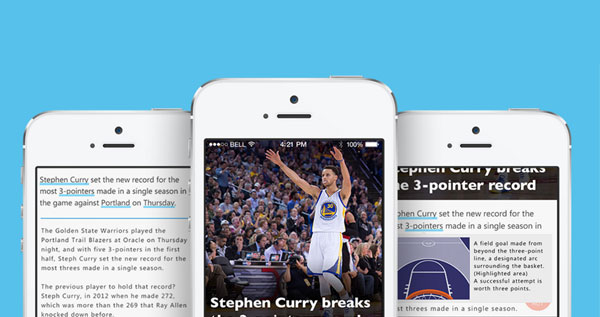 Stephen Curry set the new record for the
most 3-pointers made in a single season in
the game against Portland on Thursday.
The Golden State Warriors played the
Portland Trail Blazers at Oracle on Thursday
night, and with five 3-pointers in the first
half, Steph Curry set the new record for the
most threes made in a single season.
The previous player to hold that record?
Steph Curry, in 2012 when he made 272,
which was more than the 269 that Ray Allen
knocked down before.
BELL
4:21 PM
100%
30
Stephen Curry breaks
Stephen Curry breaks
the 3-pointer record
Stephen Curry set the new record for the
most 3-pointers made in a single season in
A field goal made from
beyond the three-point
line, a designated arc
surrounding the basket.
(Highlighted area)
A successful attempt is
worth three points.
most threes made in a single season.